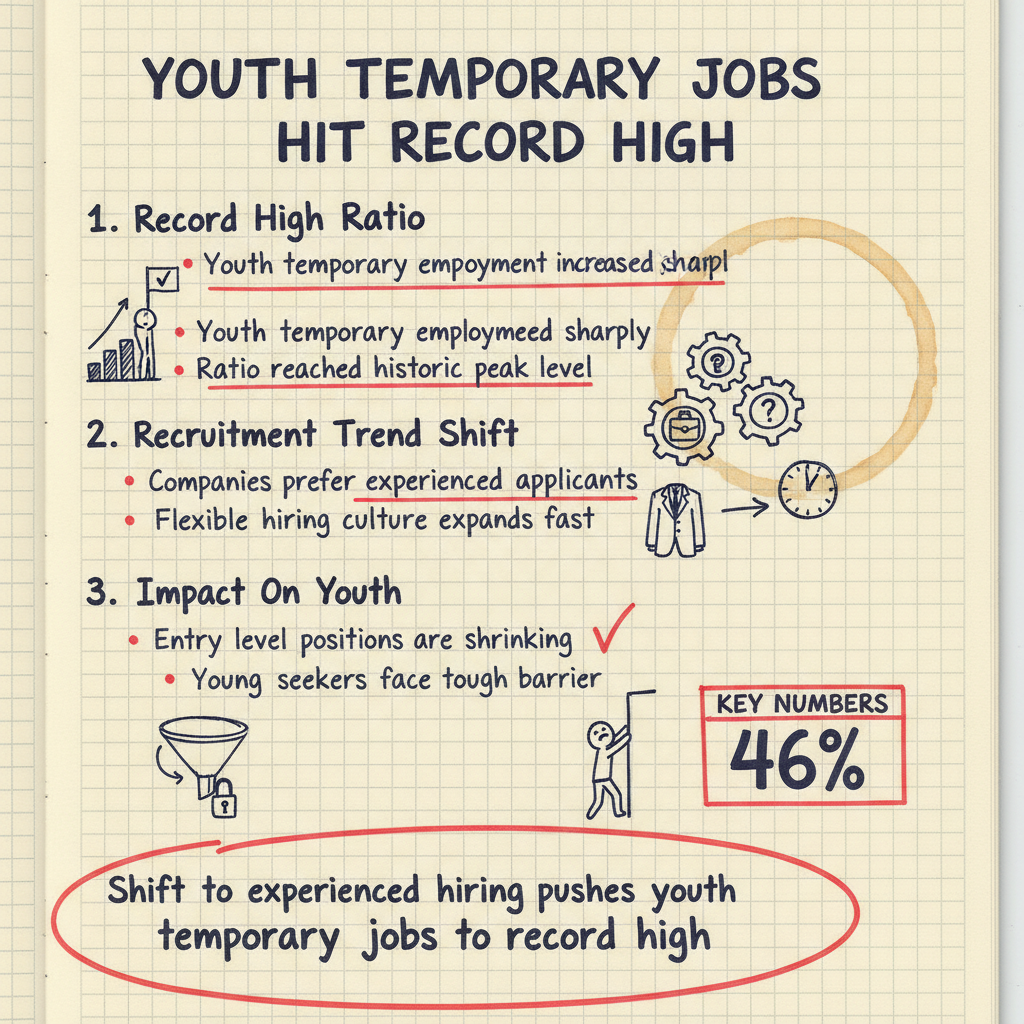 YOUTH TEMPORARY JOBS
HIT RECORD HIGH
1. Record High Ratio
• Youth temporary empoyment increased sharpl
• Youth temporary employmeed sharply
• Ratio reached historic peak level
2. Recruitment Trend Shift
• Companies prefer experienced applicants
• Flexible hiring culture expands fast
?
?
3. Impact On Youth
• Entry level positions are shrinking
• Young seekers face tough barrier
KEY NUMBERS
46%
Shift to experienced hiring pushes youth
temporary jobs to record high